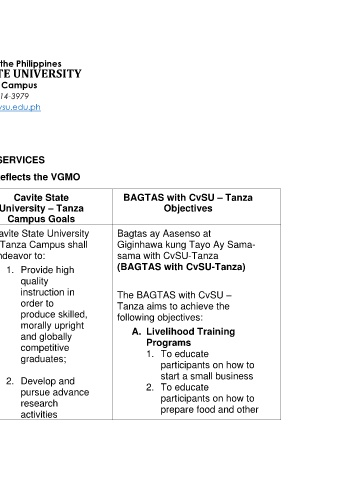 the Philippines
TE UNIVERSITY
Campus
14-3979
vsu.edu.ph
SERVICES
eflects the VGMO
Cavite State
University – Tanza
Campus Goals
avite State University
Tanza Campus shall
ndeavor to:
1. Provide high
quality
instruction in
order to
produce skilled,
morally upright
and globally
competitive
graduates;
2. Develop and
pursue advance
research
activities
BAGTAS with CvSU – Tanza
Objectives
Bagtas ay Aasenso at
Giginhawa kung Tayo Ay Sama-
sama with CvSU-Tanza
(BAGTAS with CvSU-Tanza)
The BAGTAS with CvSU –
Tanza aims to achieve the
following objectives:
A. Livelihood Training
Programs
1. To educate
participants on how to
start a small business
2. To educate
participants on how to
prepare food and other